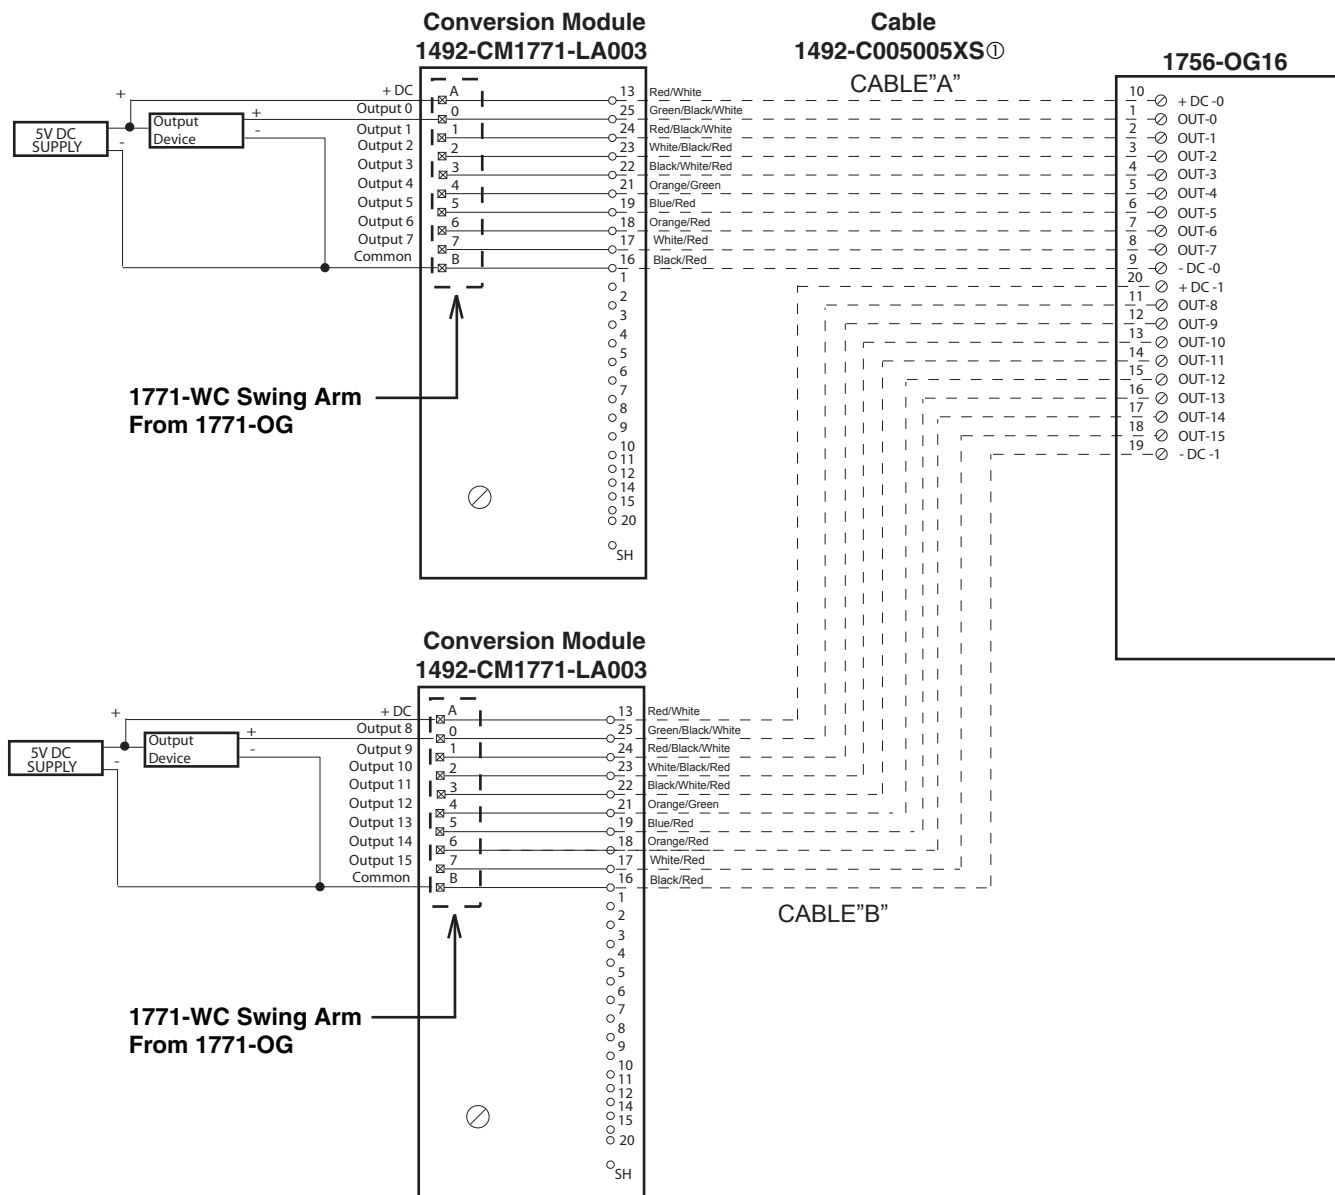 Conversion Module
1492-CM1771-LA003
Cable
1492-C005005XS①
CABLE"A"
1756-OG16
+ DC
Output 0
Output 1
Output 2
Output 3
Output 4
Output 5
Output 6
Output 7
Common
+
-
5V DC
SUPPLY
Output
Device
+
-
A
0
1
2
3
4
5
6
7
B
13 Red/White
25 Green/Black/White
24 Red/Black/White
23 White/Black/Red
22 Black/White/Red
21 Orange/Green
19 Blue/Red
18 Orange/Red
17 White/Red
16 Black/Red
1
2
3
4
5
6
7
8
9
10
11
12
14
15
20
SH
10 + DC -0
1 OUT-0
2 OUT-1
3 OUT-2
4 OUT-3
5 OUT-4
6 OUT-5
7 OUT-6
8 OUT-7
9 - DC -0
20 + DC -1
11 OUT-8
12 OUT-9
13 OUT-10
14 OUT-11
15 OUT-12
16 OUT-13
17 OUT-14
18 OUT-15
19 - DC -1
1771-WC Swing Arm
From 1771-OG
Conversion Module
1492-CM1771-LA003
+ DC
Output 8
Output 9
Output 10
Output 11
Output 12
Output 13
Output 14
Output 15
Common
+
-
5V DC
SUPPLY
Output
Device
+
-
A
0
1
2
3
4
5
6
7
B
13 Red/White
25 Green/Black/White
24 Red/Black/White
23 White/Black/Red
22 Black/White/Red
21 Orange/Green
19 Blue/Red
18 Orange/Red
17 White/Red
16 Black/Red
1
2
3
4
5
6
7
8
9
10
11
12
14
15
20
SH
CABLE"B"
1771-WC Swing Arm
From 1771-OG